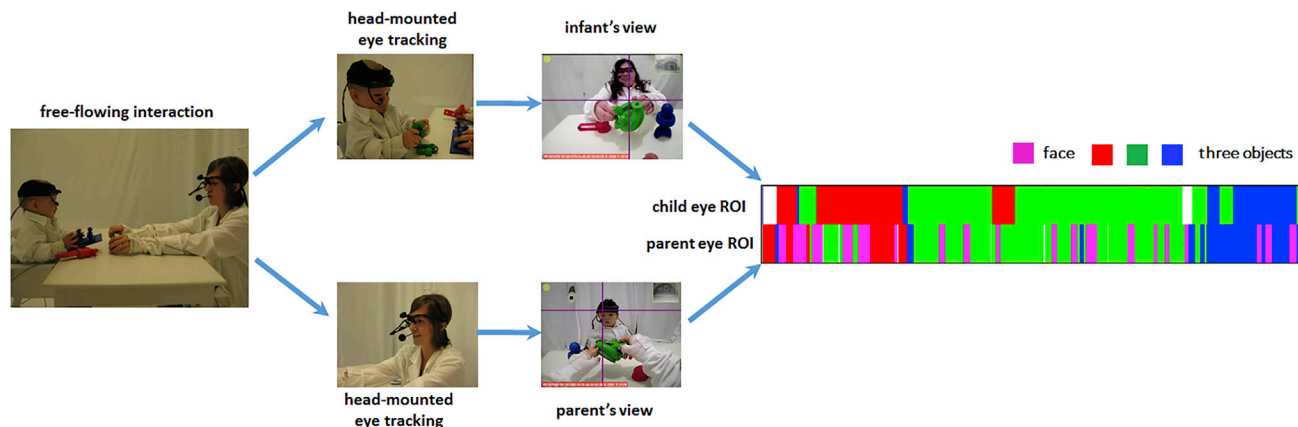 head-mounted
eye tracking
infant's view
free-flowing interaction
face
three objects
child eye ROI
parent eye ROI
head-mounted
eye tracking
parent's view